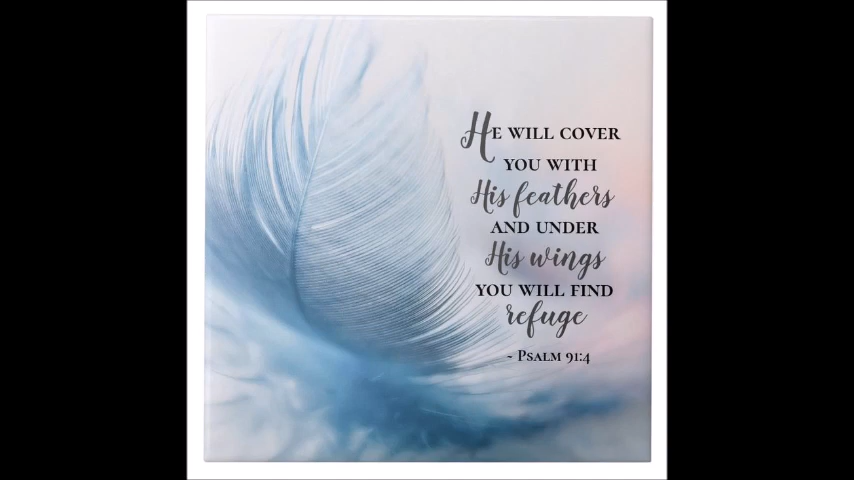 He will cover
you with
His feathers
and under
His wings
you will find
refuge
~ Psalm 91:4